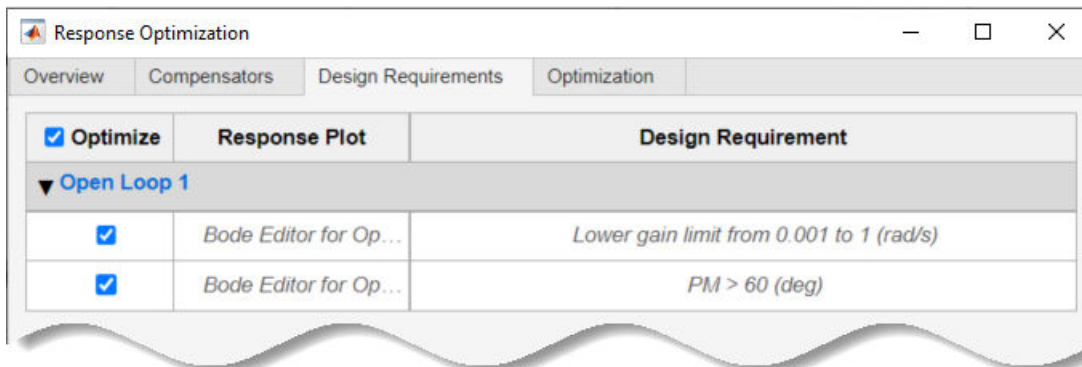 Response Optimization
Overview Compensators Design Requirements Optimization
Optimize Response Plot Design Requirement
Open Loop 1
Bode Editor for Op... Lower gain limit from 0.001 to 1 (rad/s)
Bode Editor for Op... PM > 60 (deg)